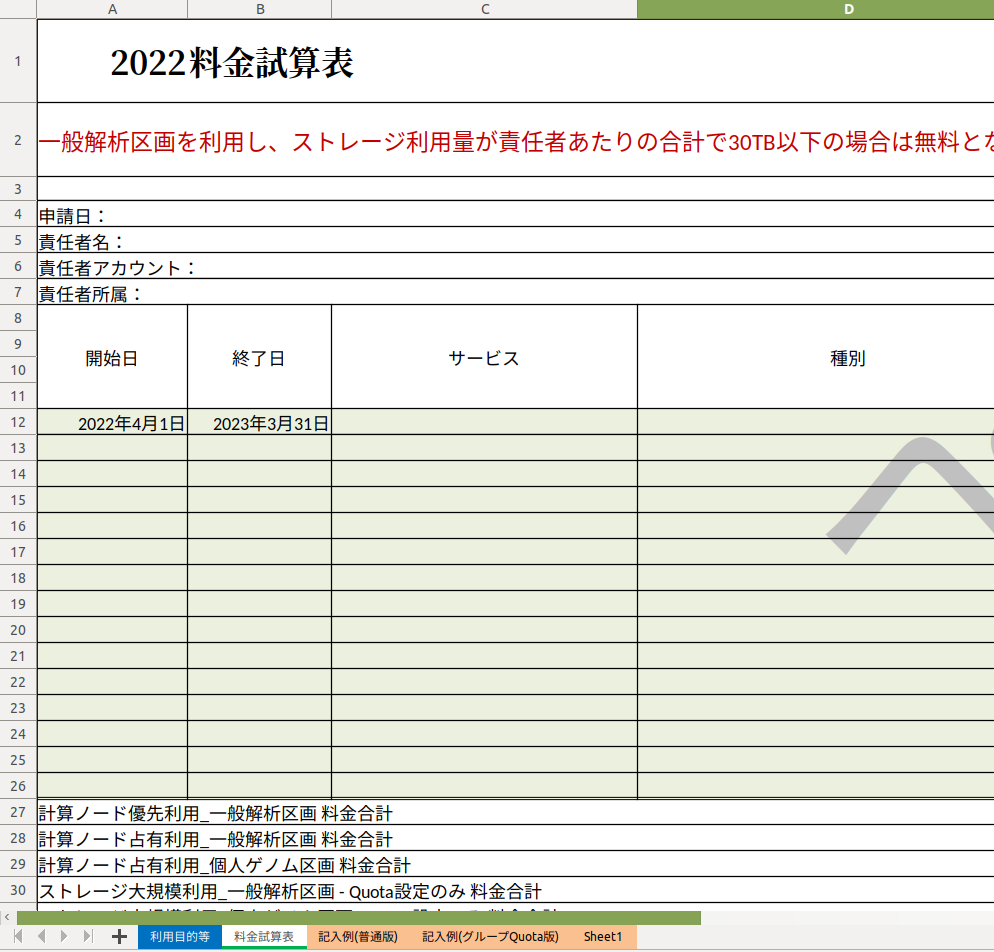 A B C D
1 2022料金試算表
2 一般解析区画を利用し、ストレージ利用量が責任者あたりの合計で30TB以下の場合は無料とな
3
4 申請日：
5 責任者名：
6 責任者アカウント：
7 責任者所属：
8
9 開始日 終了日 サービス 種別
10
11
12 2022年4月1日 2023年3月31日
13
14
15
16
17
18
19
20
21
22
23
24
25
26
27 計算ノード優先利用_一般解析区画 料金合計
28 計算ノード占有利用_一般解析区画 料金合計
29 計算ノード占有利用_個人ゲノム区画 料金合計
30 ストレージ大規模利用_一般解析区画 - Quota設定のみ 料金合計
利用目的等 料金試算表 記入例(普通版) 記入例(グループQuota版) Sheet1